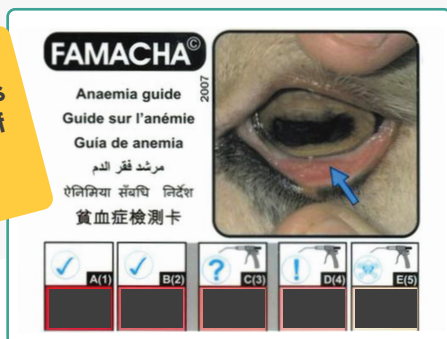 FAMACHA©
2007
Anaemia guide
Guide sur l'anémie
Guía de anemia
مرشد فقر الدم
ऐनिमिया सँबघि निर्देश
貧血症檢測卡
A(1) B(2) ? C(3) ! D(4) E(5)